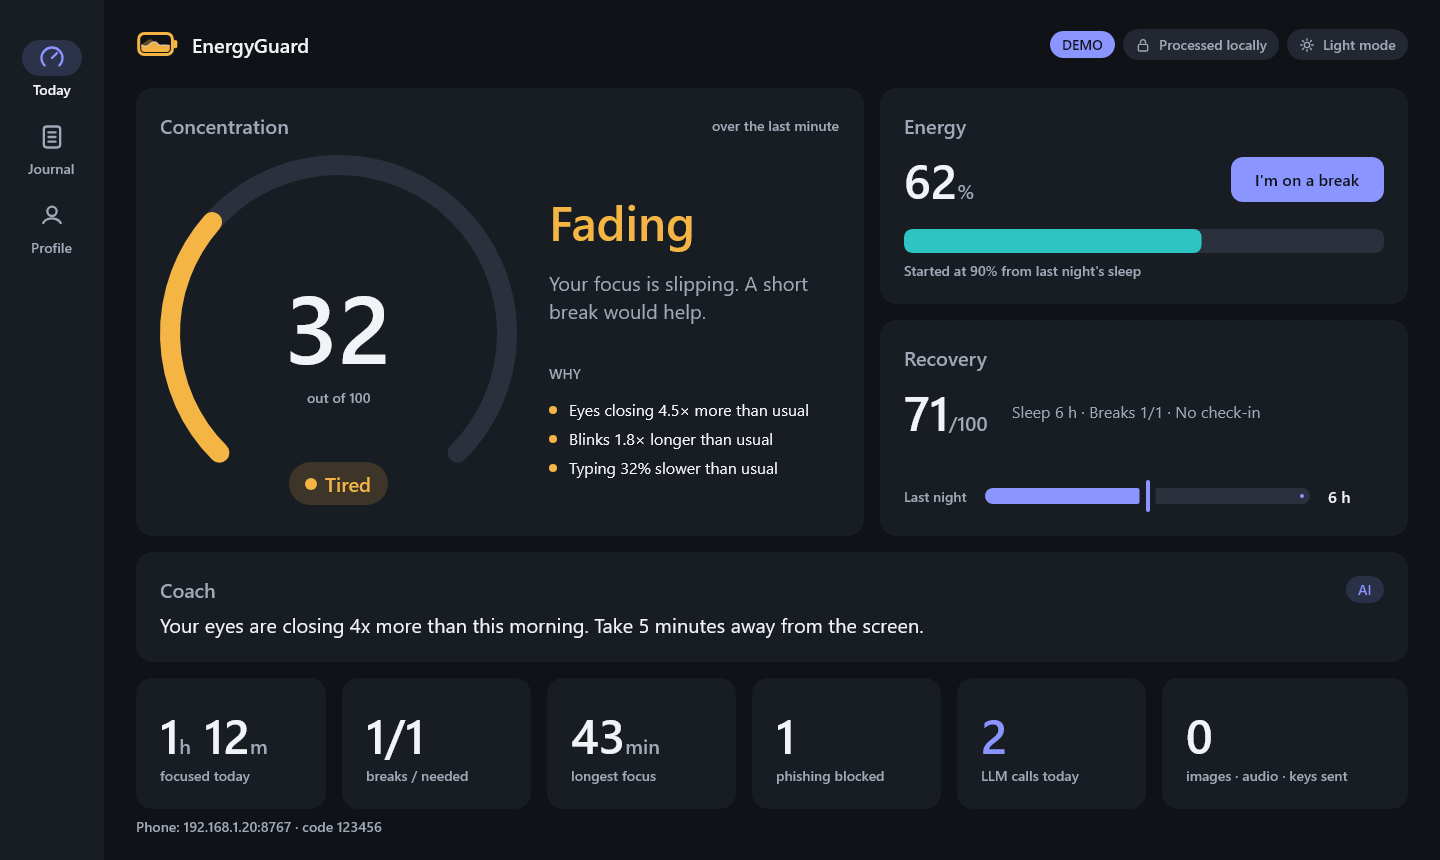 EnergyGuard
DEMO
Processed locally
Light mode
Today
Journal
Profile
Concentration
over the last minute
32
out of 100
Tired
Fading
Your focus is slipping. A short
break would help.
WHY
Eyes closing 4.5× more than usual
Blinks 1.8× longer than usual
Typing 32% slower than usual
Energy
62%
I'm on a break
Started at 90% from last night's sleep
Recovery
71/100
Sleep 6 h · Breaks 1/1 · No check-in
Last night
6 h
Coach
AI
Your eyes are closing 4x more than this morning. Take 5 minutes away from the screen.
1h 12m
focused today
1/1
breaks / needed
43min
longest focus
1
phishing blocked
2
LLM calls today
0
images · audio · keys sent
Phone: 192.168.1.20:8767 · code 123456